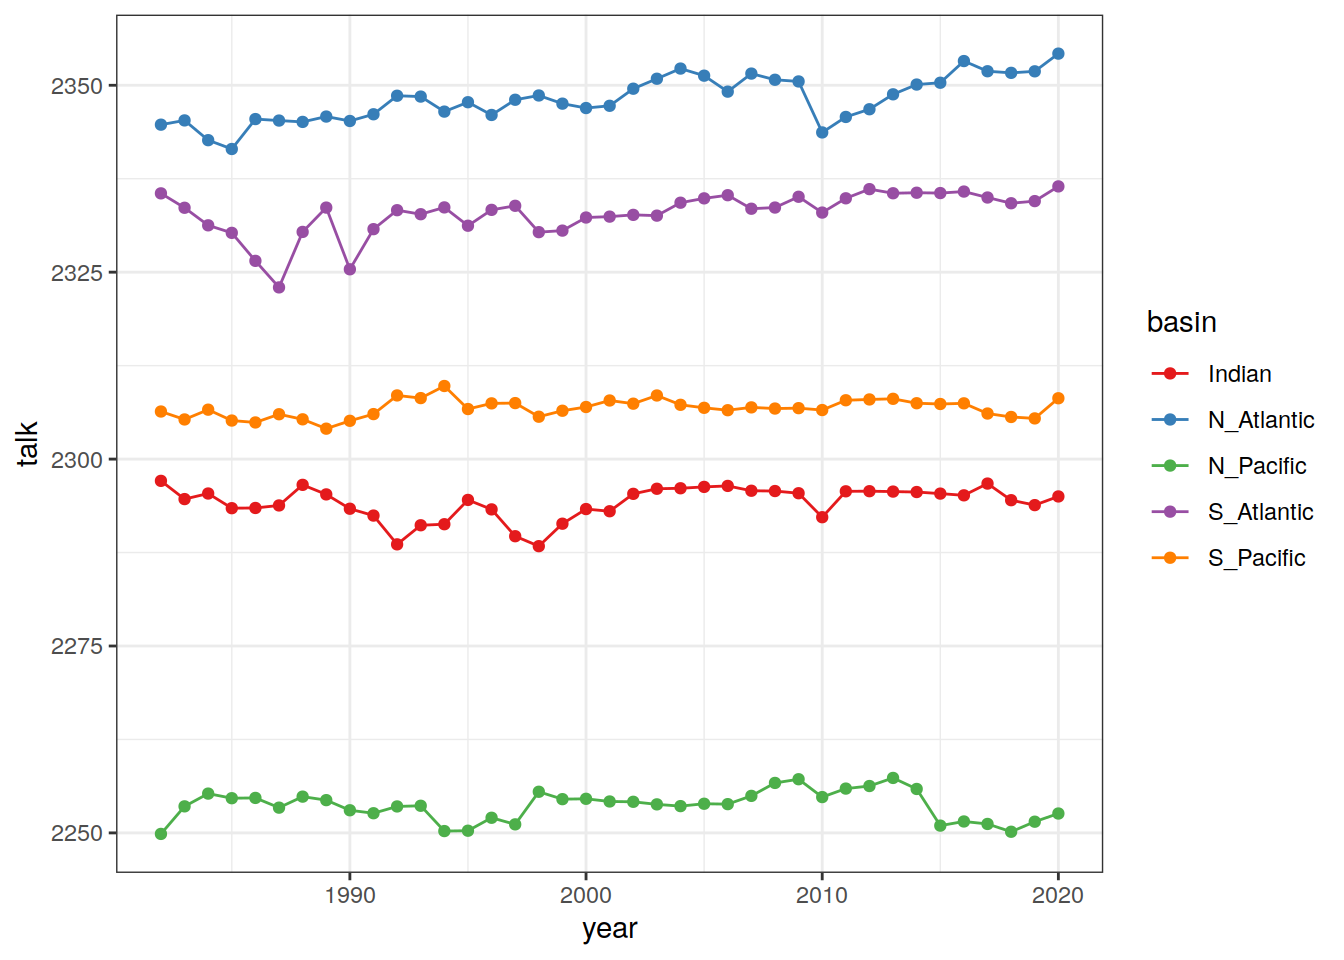 2350
2325
2300
2275
2250
talk
1990
2000
2010
2020
year
basin
Indian
N_Atlantic
N_Pacific
S_Atlantic
S_Pacific